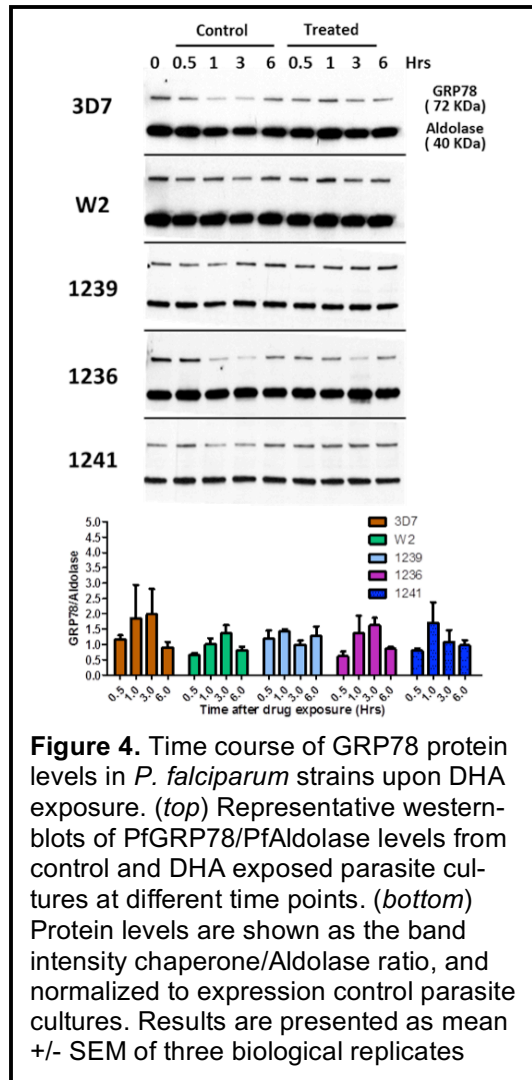 Control Treated
0 0.5 1 3 6 0.5 1 3 6 Hrs
3D7
GRP78
( 72 KDa)
Aldolase
( 40 KDa)
W2
1239
1236
1241
5.0
4.5
4.0
3.5
3.0
2.5
2.0
1.5
1.0
0.5
0.0
GRP78/Aldolase
3D7
W2
1239
1236
1241
0.5 1.0 3.0 6.0 0.5 1.0 3.0 6.0 0.5 1.0 3.0 6.0 0.5 1.0 3.0 6.0 0.5 1.0 3.0 6.0
Time after drug exposure (Hrs)
Figure 4. Time course of GRP78 protein
levels in P. falciparum strains upon DHA
exposure. (top) Representative western-
blots of PfGRP78/PfAldolase levels from
control and DHA exposed parasite cul-
tures at different time points. (bottom)
Protein levels are shown as the band
intensity chaperone/Aldolase ratio, and
normalized to expression control parasite
cultures. Results are presented as mean
+/- SEM of three biological replicates